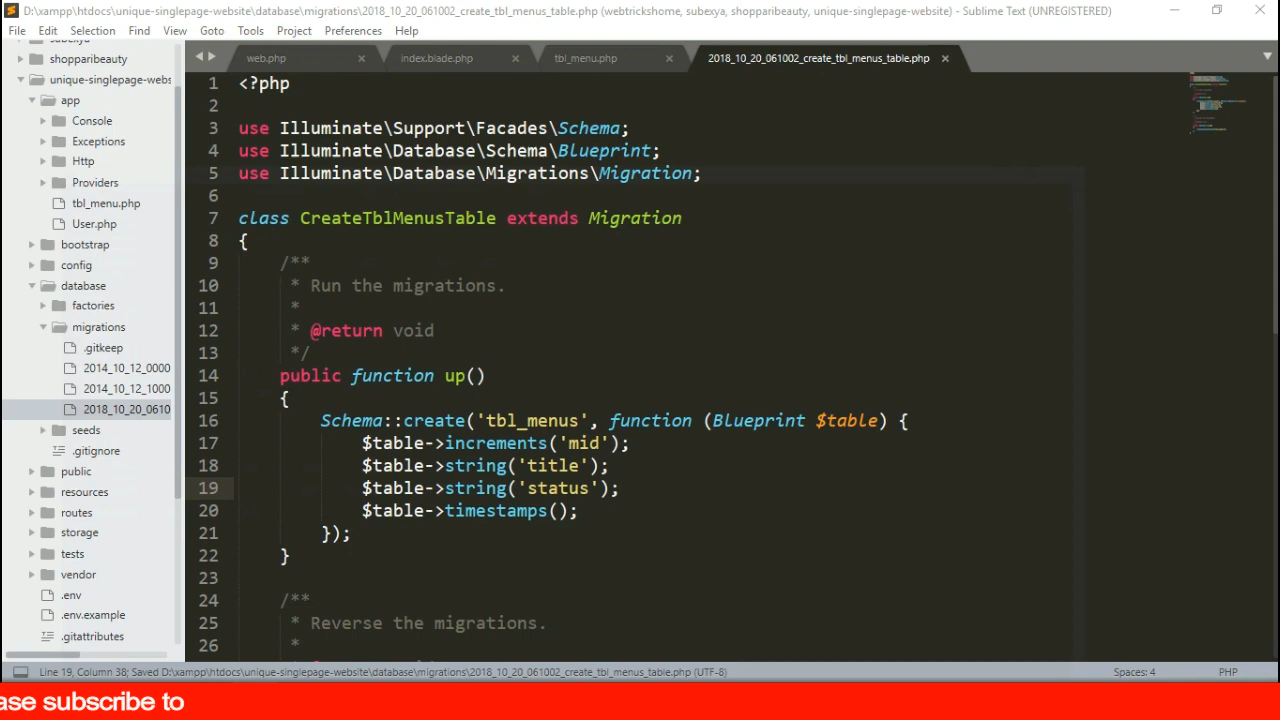 D:\xampp\htdocs\unique-singlepage-website\database\migrations\2018_10_20_061002_create_tbl_menus_table.php (webtrickshome, subexya, shopparibeauty, unique-singlepage-website) - Sublime Text (UNREGISTERED)
File Edit Selection Find View Goto Tools Project Preferences Help
web.php index.blade.php tbl_menu.php 2018_10_20_061002_create_tbl_menus_table.php
shopparibeauty
unique-singlepage-webs
app
Console
Exceptions
Http
Providers
tbl_menu.php
User.php
bootstrap
config
database
factories
migrations
.gitkeep
2014_10_12_0000
2014_10_12_1000
2018_10_20_0610
seeds
.gitignore
public
resources
routes
storage
tests
vendor
.env
.env.example
.gitattributes
1 <?php
2
3 use Illuminate\Support\Facades\Schema;
4 use Illuminate\Database\Schema\Blueprint;
5 use Illuminate\Database\Migrations\Migration;
6
7 class CreateTblMenusTable extends Migration
8 {
9 /**
10 * Run the migrations.
11 *
12 * @return void
13 */
14 public function up()
15 {
16 Schema::create('tbl_menus', function (Blueprint $table) {
17 $table->increments('mid');
18 $table->string('title');
19 $table->string('status');
20 $table->timestamps();
21 });
22 }
23
24 /**
25 * Reverse the migrations.
26 *
Line 19, Column 38; Saved D:\xampp\htdocs\unique-singlepage-website\database\migrations\2018_10_20_061002_create_tbl_menus_table.php (UTF-8) Spaces: 4 PHP
ase subscribe to